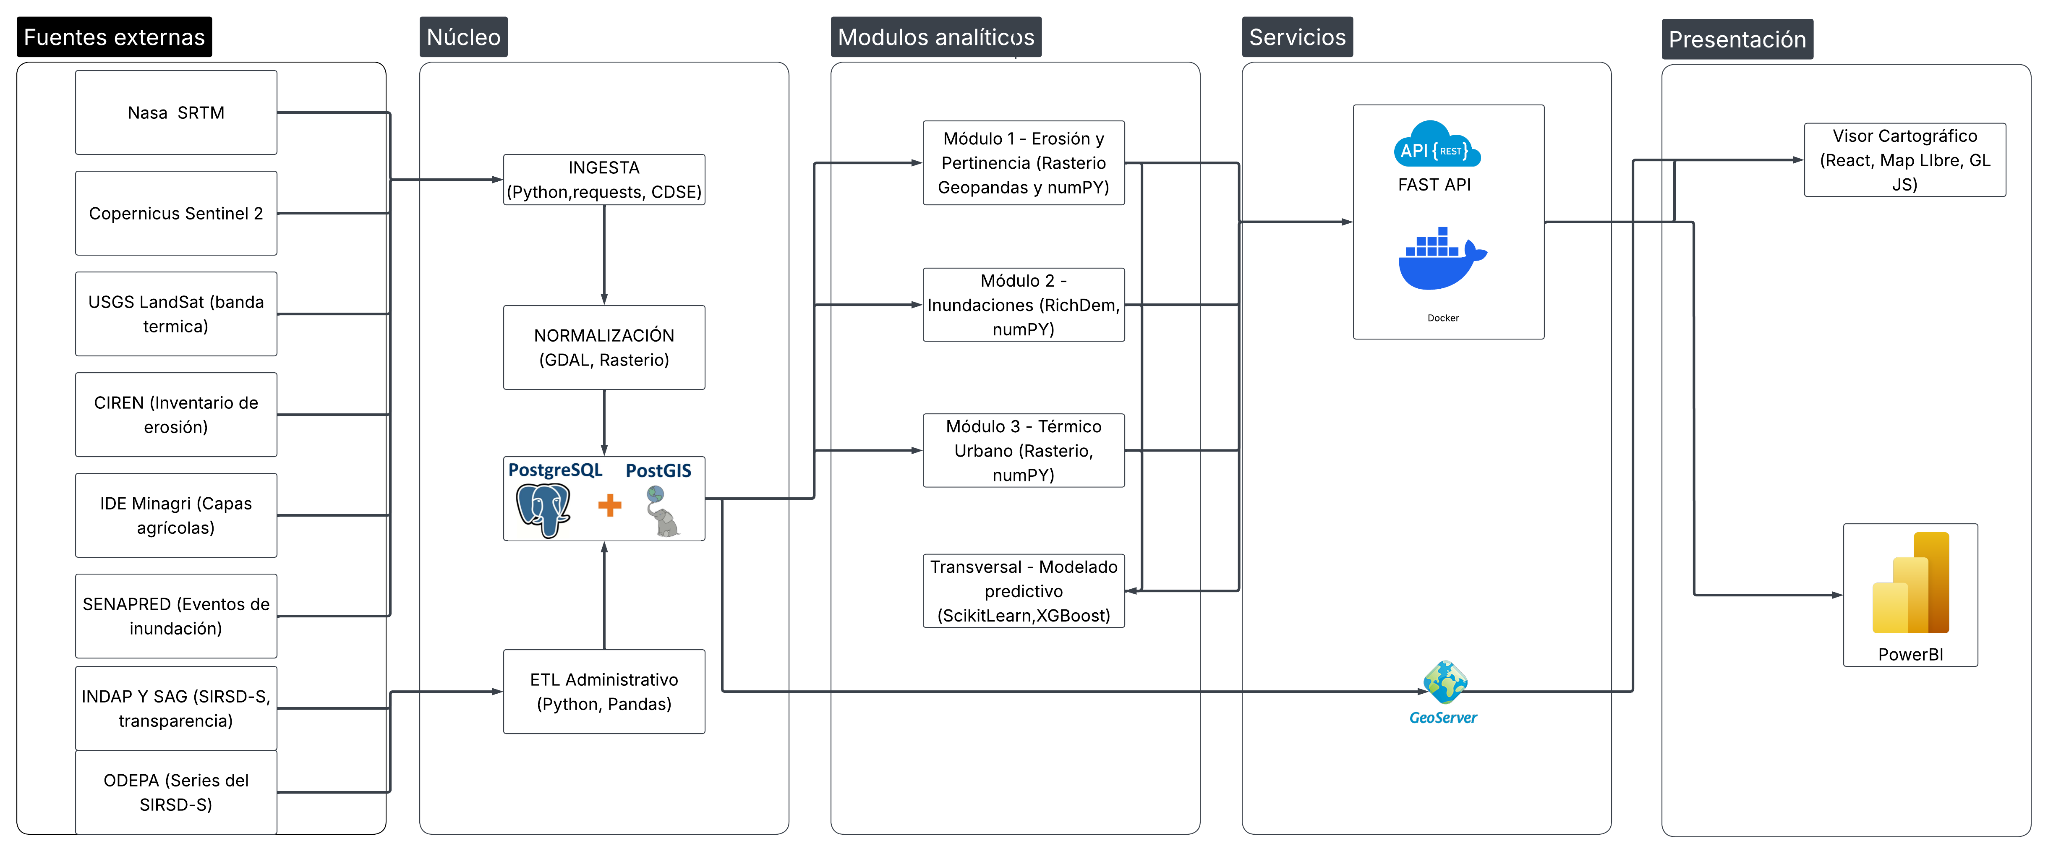 Fuentes externas
Nasa  SRTM
Copernicus Sentinel 2
USGS LandSat (banda
termica)
CIREN (Inventario de
erosión)
IDE Minagri (Capas
agrícolas)
SENAPRED (Eventos de
inundación)
INDAP Y SAG (SIRSD-S,
transparencia)
ODEPA (Series del
SIRSD-S)
Núcleo
INGESTA
(Python,requests, CDSE)
NORMALIZACIÓN
(GDAL, Rasterio)
PostgreSQL
PostGIS
ETL Administrativo
(Python, Pandas)
Modulos analíticos
Módulo 1 - Erosión y
Pertinencia (Rasterio
Geopandas y numPY)
Módulo 2 -
Inundaciones (RichDem,
numPY)
Módulo 3 - Térmico
Urbano (Rasterio,
numPY)
Transversal - Modelado
predictivo
(ScikitLearn,XGBoost)
Servicios
API {REST}
FAST API
Docker
GeoServer
Presentación
Visor Cartográfico
(React, Map LIbre, GL
JS)
PowerBI